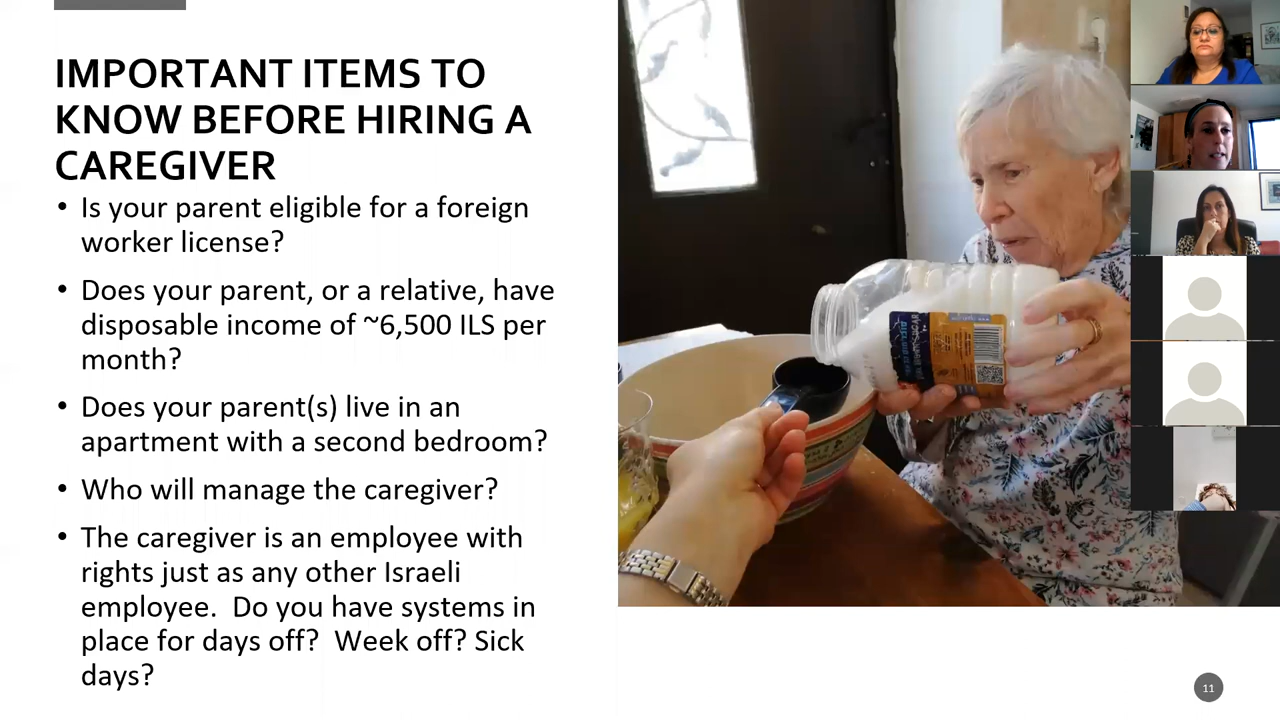 IMPORTANT ITEMS TO
KNOW BEFORE HIRING A
CAREGIVER
• Is your parent eligible for a foreign
worker license?
• Does your parent, or a relative, have
disposable income of ~6,500 ILS per
month?
• Does your parent(s) live in an
apartment with a second bedroom?
• Who will manage the caregiver?
• The caregiver is an employee with
rights just as any other Israeli
employee.  Do you have systems in
place for days off?  Week off? Sick
days?
11